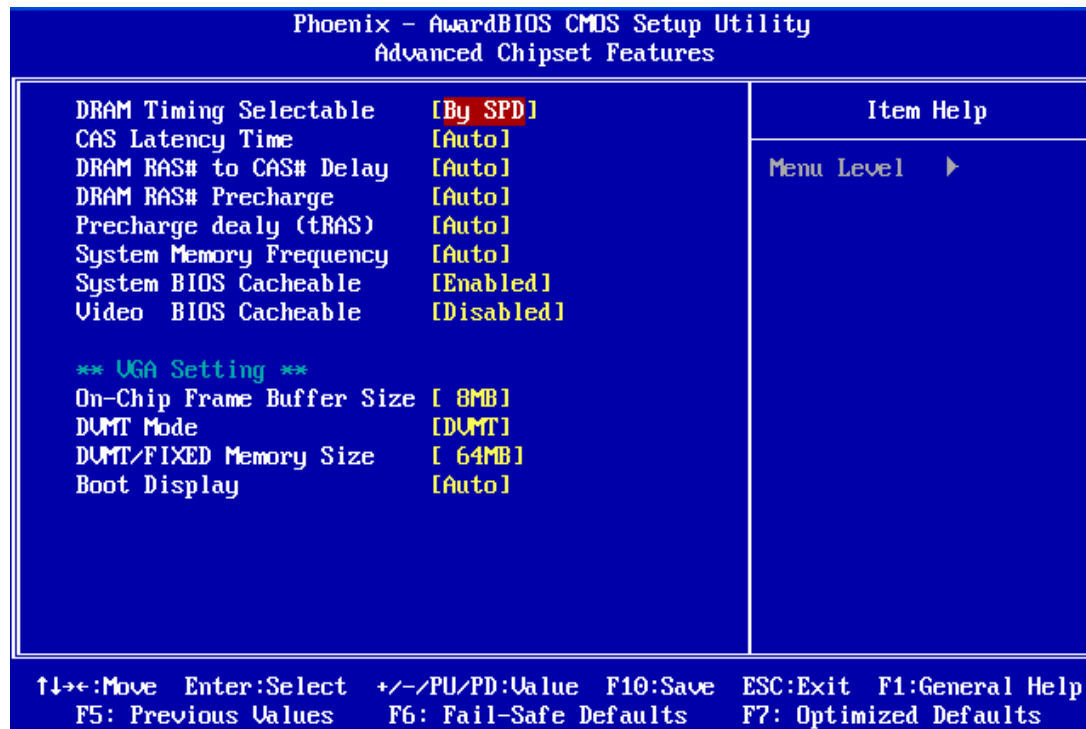 Phoenix - AwardBIOS CMOS Setup Utility
Advanced Chipset Features
DRAM Timing Selectable [By SPD]
CAS Latency Time [Auto]
DRAM RAS# to CAS# Delay [Auto]
DRAM RAS# Precharge [Auto]
Precharge dealy (tRAS) [Auto]
System Memory Frequency [Auto]
System BIOS Cacheable [Enabled]
Video BIOS Cacheable [Disabled]
** VGA Setting **
On-Chip Frame Buffer Size [ 8MB]
DVMT Mode [DVMT]
DVMT/FIXED Memory Size [ 64MB]
Boot Display [Auto]
Item Help
Menu Level ▶
↑↓→←:Move Enter:Select +/-/PU/PD:Value F10:Save ESC:Exit F1:General Help
F5: Previous Values F6: Fail-Safe Defaults F7: Optimized Defaults